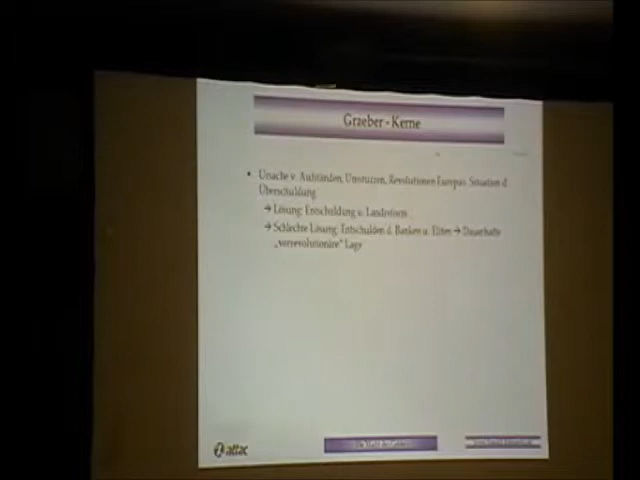 Graeber - Kerne
• Ursache v. Aufständen, Umstürzen, Revolutionen Europas: Situation d.
Überschuldung
→ Lösung: Entschuldung u. Landreform
→ Schlechte Lösung: Entschulden d. Banken u. Eliten → Dauerhafte
„vorrevolutionäre" Lage
attac